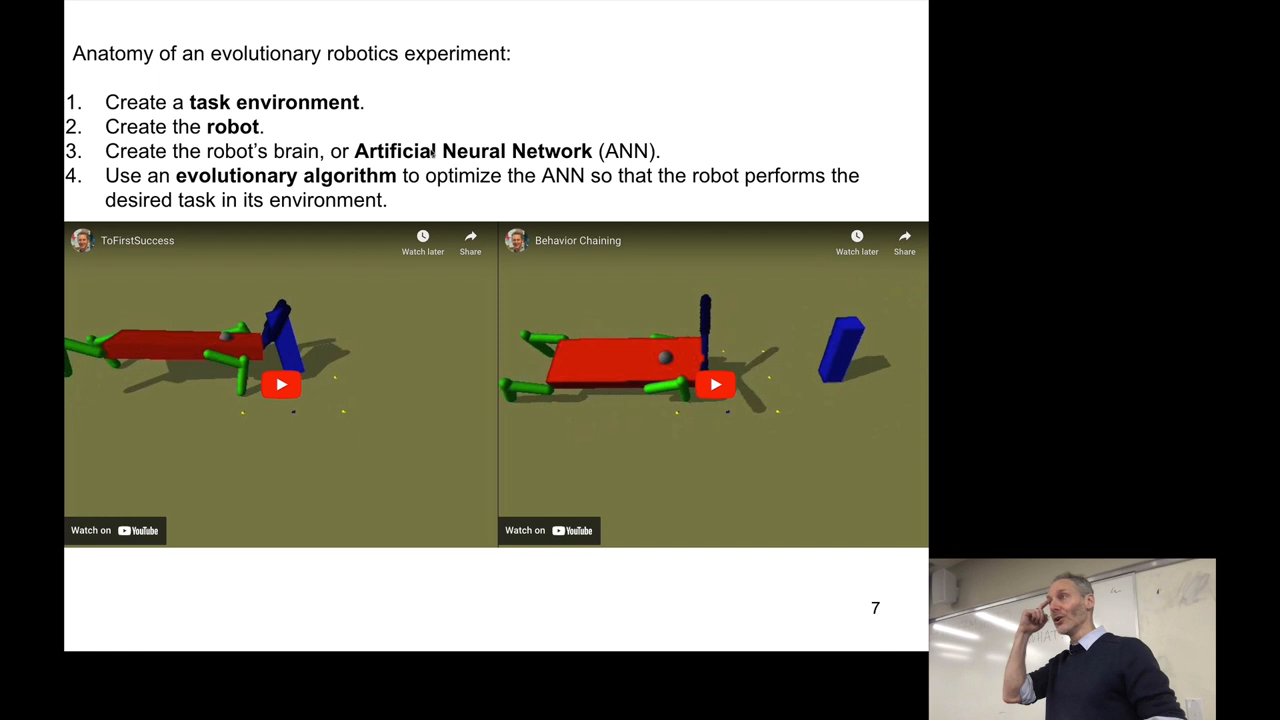 Anatomy of an evolutionary robotics experiment:
1. Create a task environment.
2. Create the robot.
3. Create the robot's brain, or Artificial Neural Network (ANN).
4. Use an evolutionary algorithm to optimize the ANN so that the robot performs the
desired task in its environment.
ToFirstSuccess
Watch later
Share
Behavior Chaining
Watch later
Share
Watch on YouTube
Watch on YouTube
7